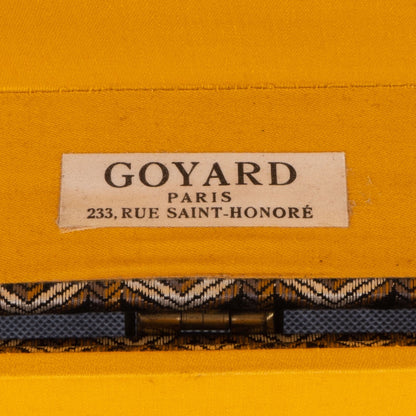 GOYARD
PARIS
233, RUE SAINT-HONORÉ